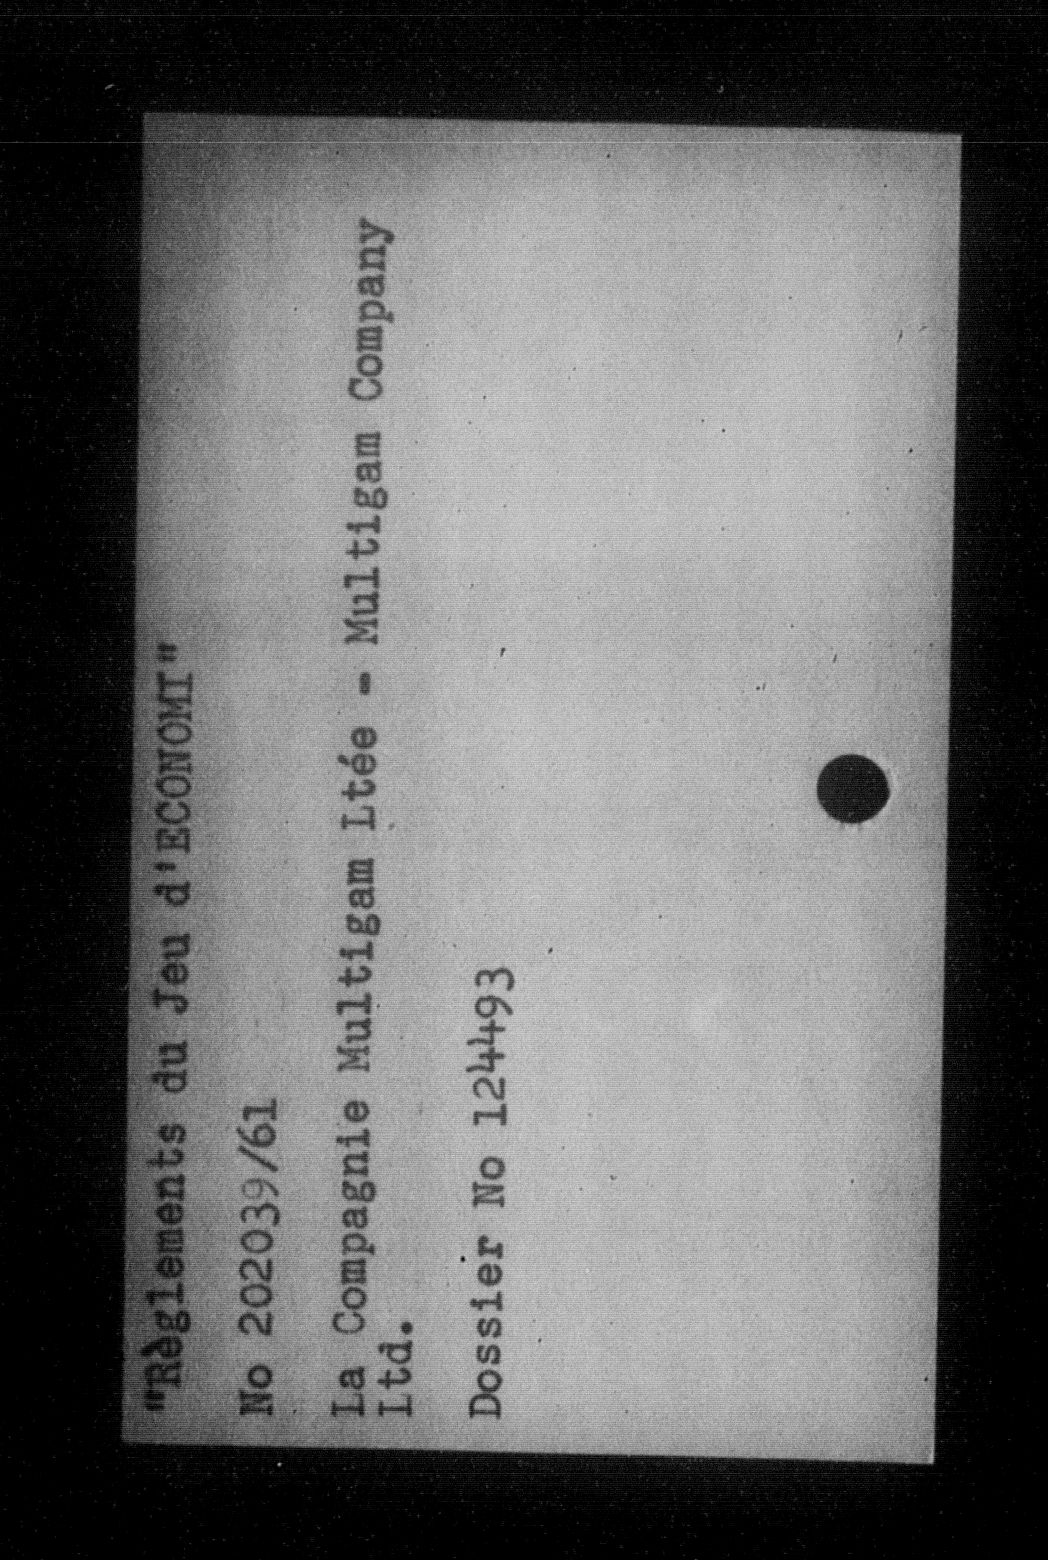 "Règlements du Jeu d'ECONOMI"
No 202039/61
La Compagnie Multigam Ltée - Multigam Company
Ltd.
Dossier No 124493